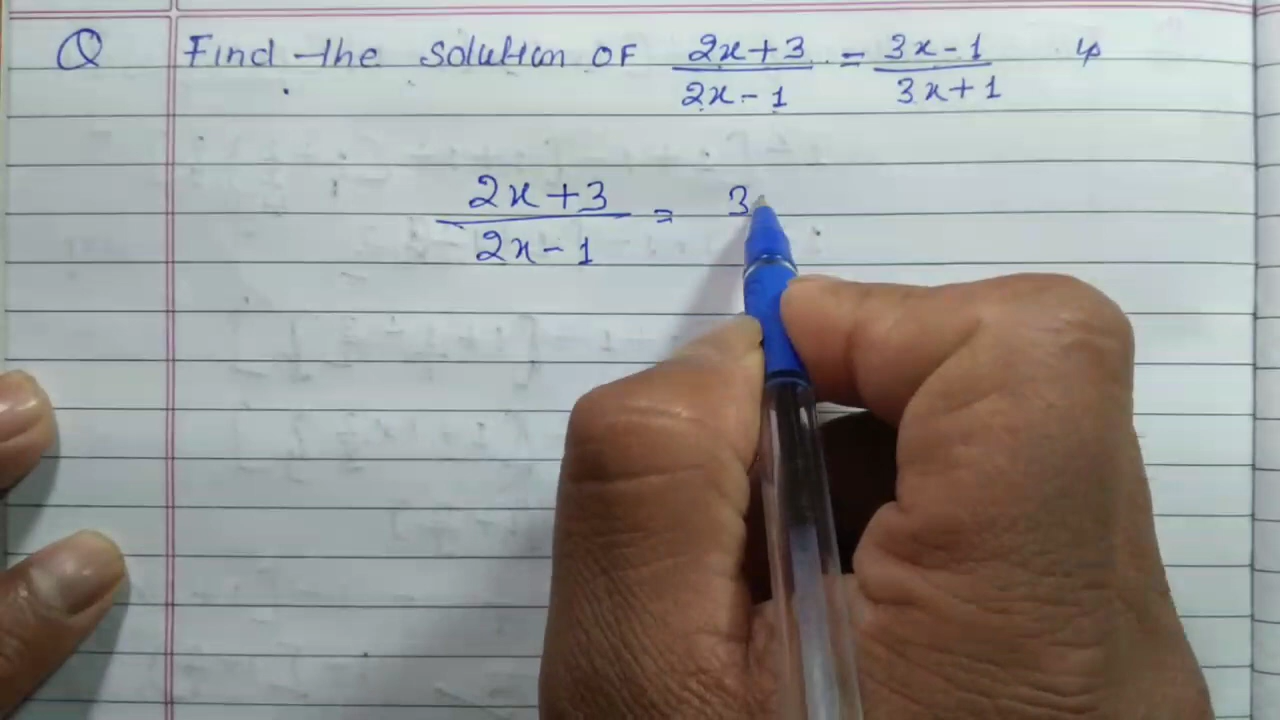 Q Find the solution of 2x+3/2x-1 = 3x-1/3x+1
2x+3/2x-1 = 3